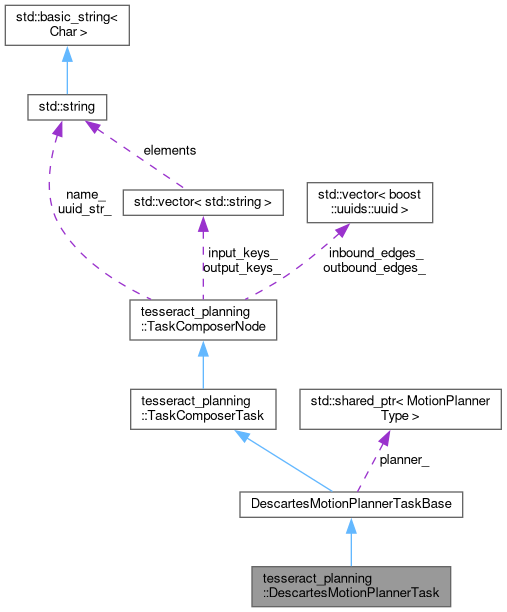 std::basic_string<
Char >
std::string
elements
name_
uuid_str_
std::vector< std::string >
std::vector< boost
::uuids::uuid >
input_keys_
output_keys_
inbound_edges_
outbound_edges_
tesseract_planning
::TaskComposerNode
tesseract_planning
::TaskComposerTask
std::shared_ptr< MotionPlanner
Type >
planner_
DescartesMotionPlannerTaskBase
tesseract_planning
::DescartesMotionPlannerTask